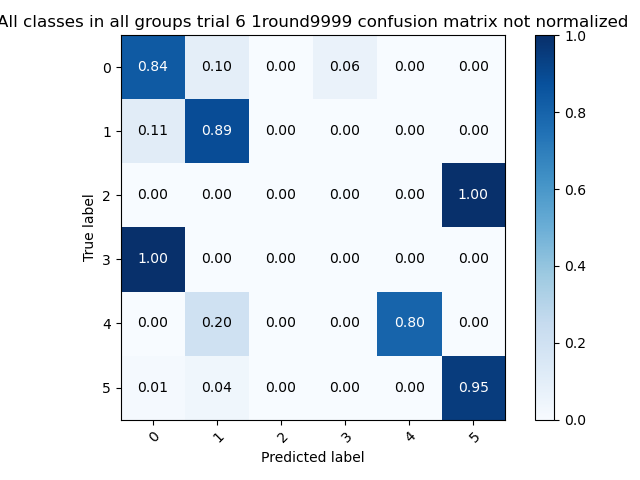 All classes in all groups trial 6 1round9999 confusion matrix not normalized
0 0.84 0.10 0.00 0.06 0.00 0.00
1 0.11 0.89 0.00 0.00 0.00 0.00
2 0.00 0.00 0.00 0.00 0.00 1.00
3 1.00 0.00 0.00 0.00 0.00 0.00
4 0.00 0.20 0.00 0.00 0.80 0.00
5 0.01 0.04 0.00 0.00 0.00 0.95
0 1 2 3 4 5
True label
Predicted label
1.0
0.8
0.6
0.4
0.2
0.0